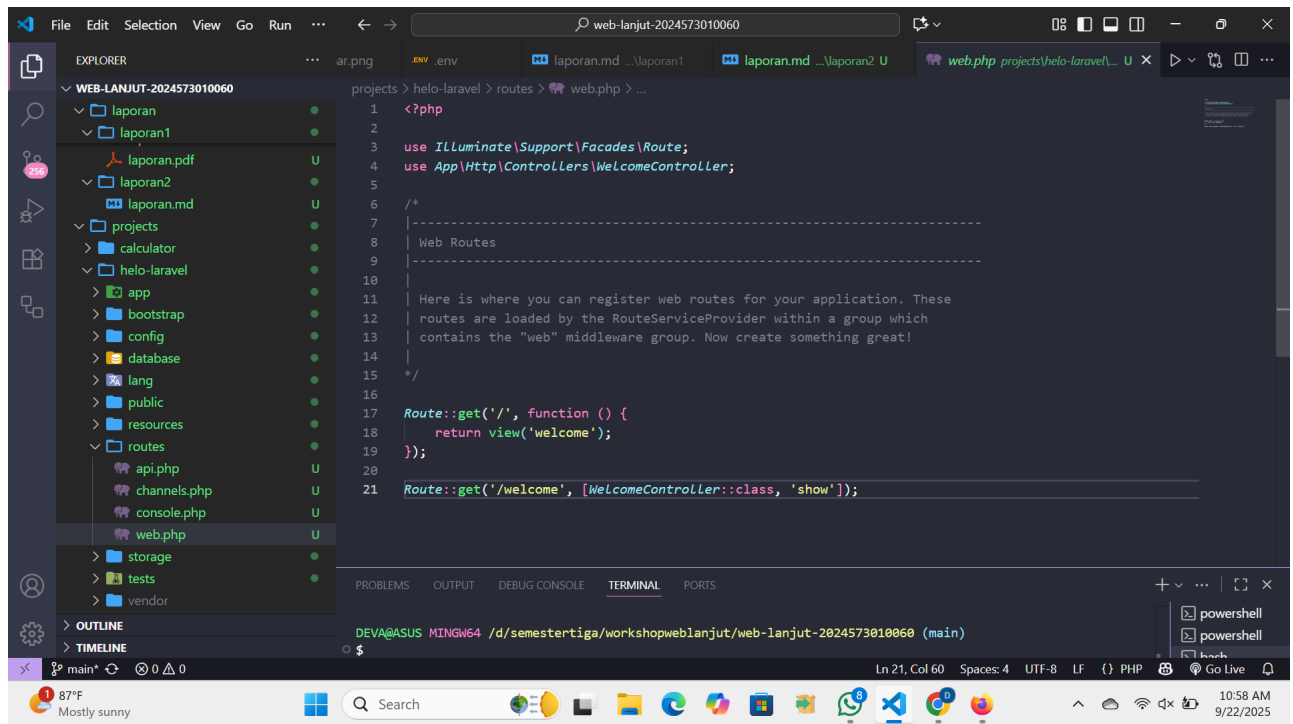 File Edit Selection View Go Run ··· web-lanjut-2024573010060
EXPLORER ···
WEB-LANJUT-2024573010060
laporan
laporan1
laporan.pdf U
laporan2
laporan.md U
projects
calculator
helo-laravel
app
bootstrap
config
database
lang
public
resources
routes
api.php U
channels.php U
console.php U
web.php U
storage
tests
vendor
OUTLINE
TIMELINE
256
ar.png .ENV .env laporan.md ...\laporan1 laporan.md ...\laporan2 U web.php projects\helo-laravel\... U
projects > helo-laravel > routes > web.php > ...
1 <?php
2
3 use Illuminate\Support\Facades\Route;
4 use App\Http\Controllers\WelcomeController;
5
6 /*
7 |--------------------------------------------------------------------------
8 | Web Routes
9 |--------------------------------------------------------------------------
10 |
11 | Here is where you can register web routes for your application. These
12 | routes are loaded by the RouteServiceProvider within a group which
13 | contains the "web" middleware group. Now create something great!
14 |
15 */
16
17 Route::get('/', function () {
18 return view('welcome');
19 });
20
21 Route::get('/welcome', [WelcomeController::class, 'show']);
PROBLEMS OUTPUT DEBUG CONSOLE TERMINAL PORTS
DEVA@ASUS MINGW64 /d/semestertiga/workshopweblanjut/web-lanjut-2024573010060 (main)
$
powershell
powershell
bash
main* 0 0 Ln 21, Col 60 Spaces: 4 UTF-8 LF {} PHP Go Live
1 87°F
Mostly sunny
Search
8
D
10:58 AM
9/22/2025